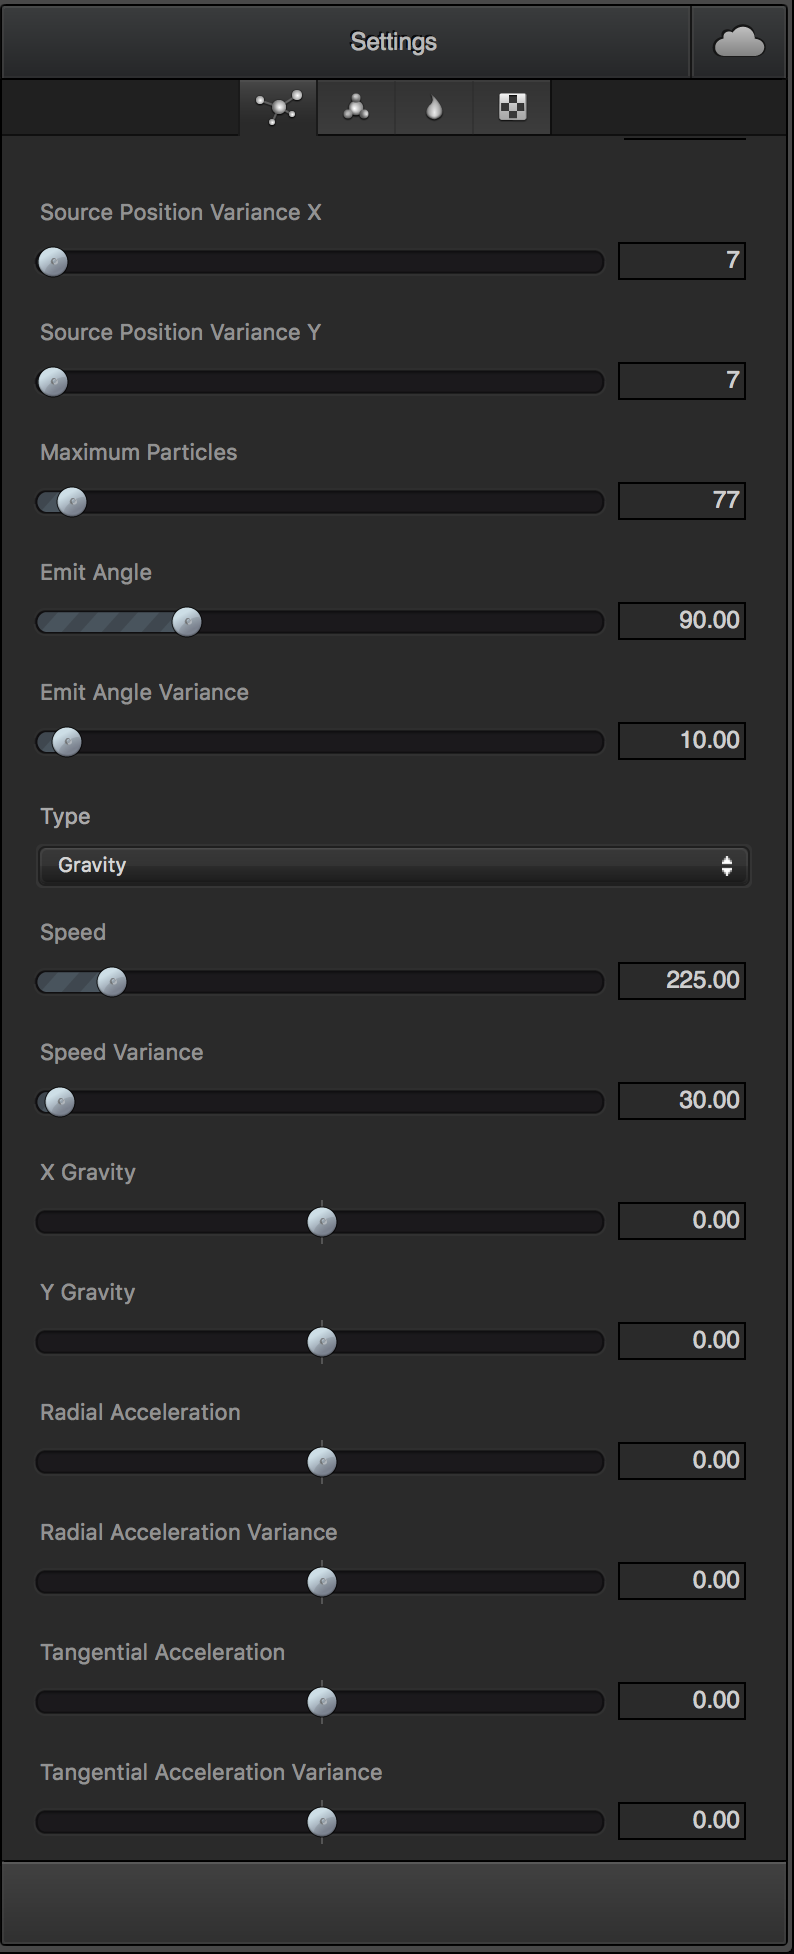 Settings
Source Position Variance X
7
Source Position Variance Y
7
Maximum Particles
77
Emit Angle
90.00
Emit Angle Variance
10.00
Type
Gravity
Speed
225.00
Speed Variance
30.00
X Gravity
0.00
Y Gravity
0.00
Radial Acceleration
0.00
Radial Acceleration Variance
0.00
Tangential Acceleration
0.00
Tangential Acceleration Variance
0.00